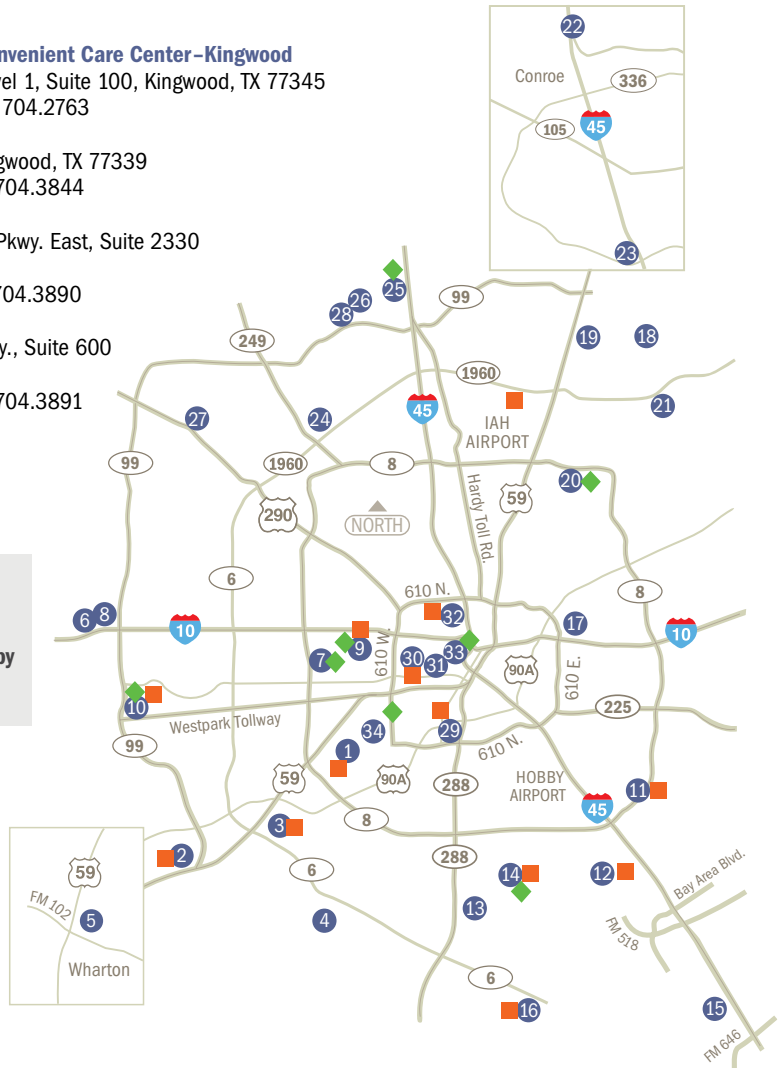 nvenient Care Center–Kingwood
vel 1, Suite 100, Kingwood, TX 77345
704.2763
gwood, TX 77339
704.3844
Pkwy. East, Suite 2330
704.3890
y., Suite 600
704.3891
by
22
Conroe
336
105
45
23
25
26
28
99
249
19
18
1960
45
21
IAH
AIRPORT
27
24
99
1960
8
20
Hardy Toll Rd.
59
290
NORTH
6
8
610 N.
6
8
10
32
17
10
610 W.
9
7
30
31
33
90A
610 E.
10
225
Westpark Tollway
99
34
29
610 N.
1
59
90A
288
HOBBY
AIRPORT
11
45
3
8
2
288
6
14
12
Bay Area Blvd.
59
FM 102
5
4
13
FM 518
Wharton
6
16
15
FM 646